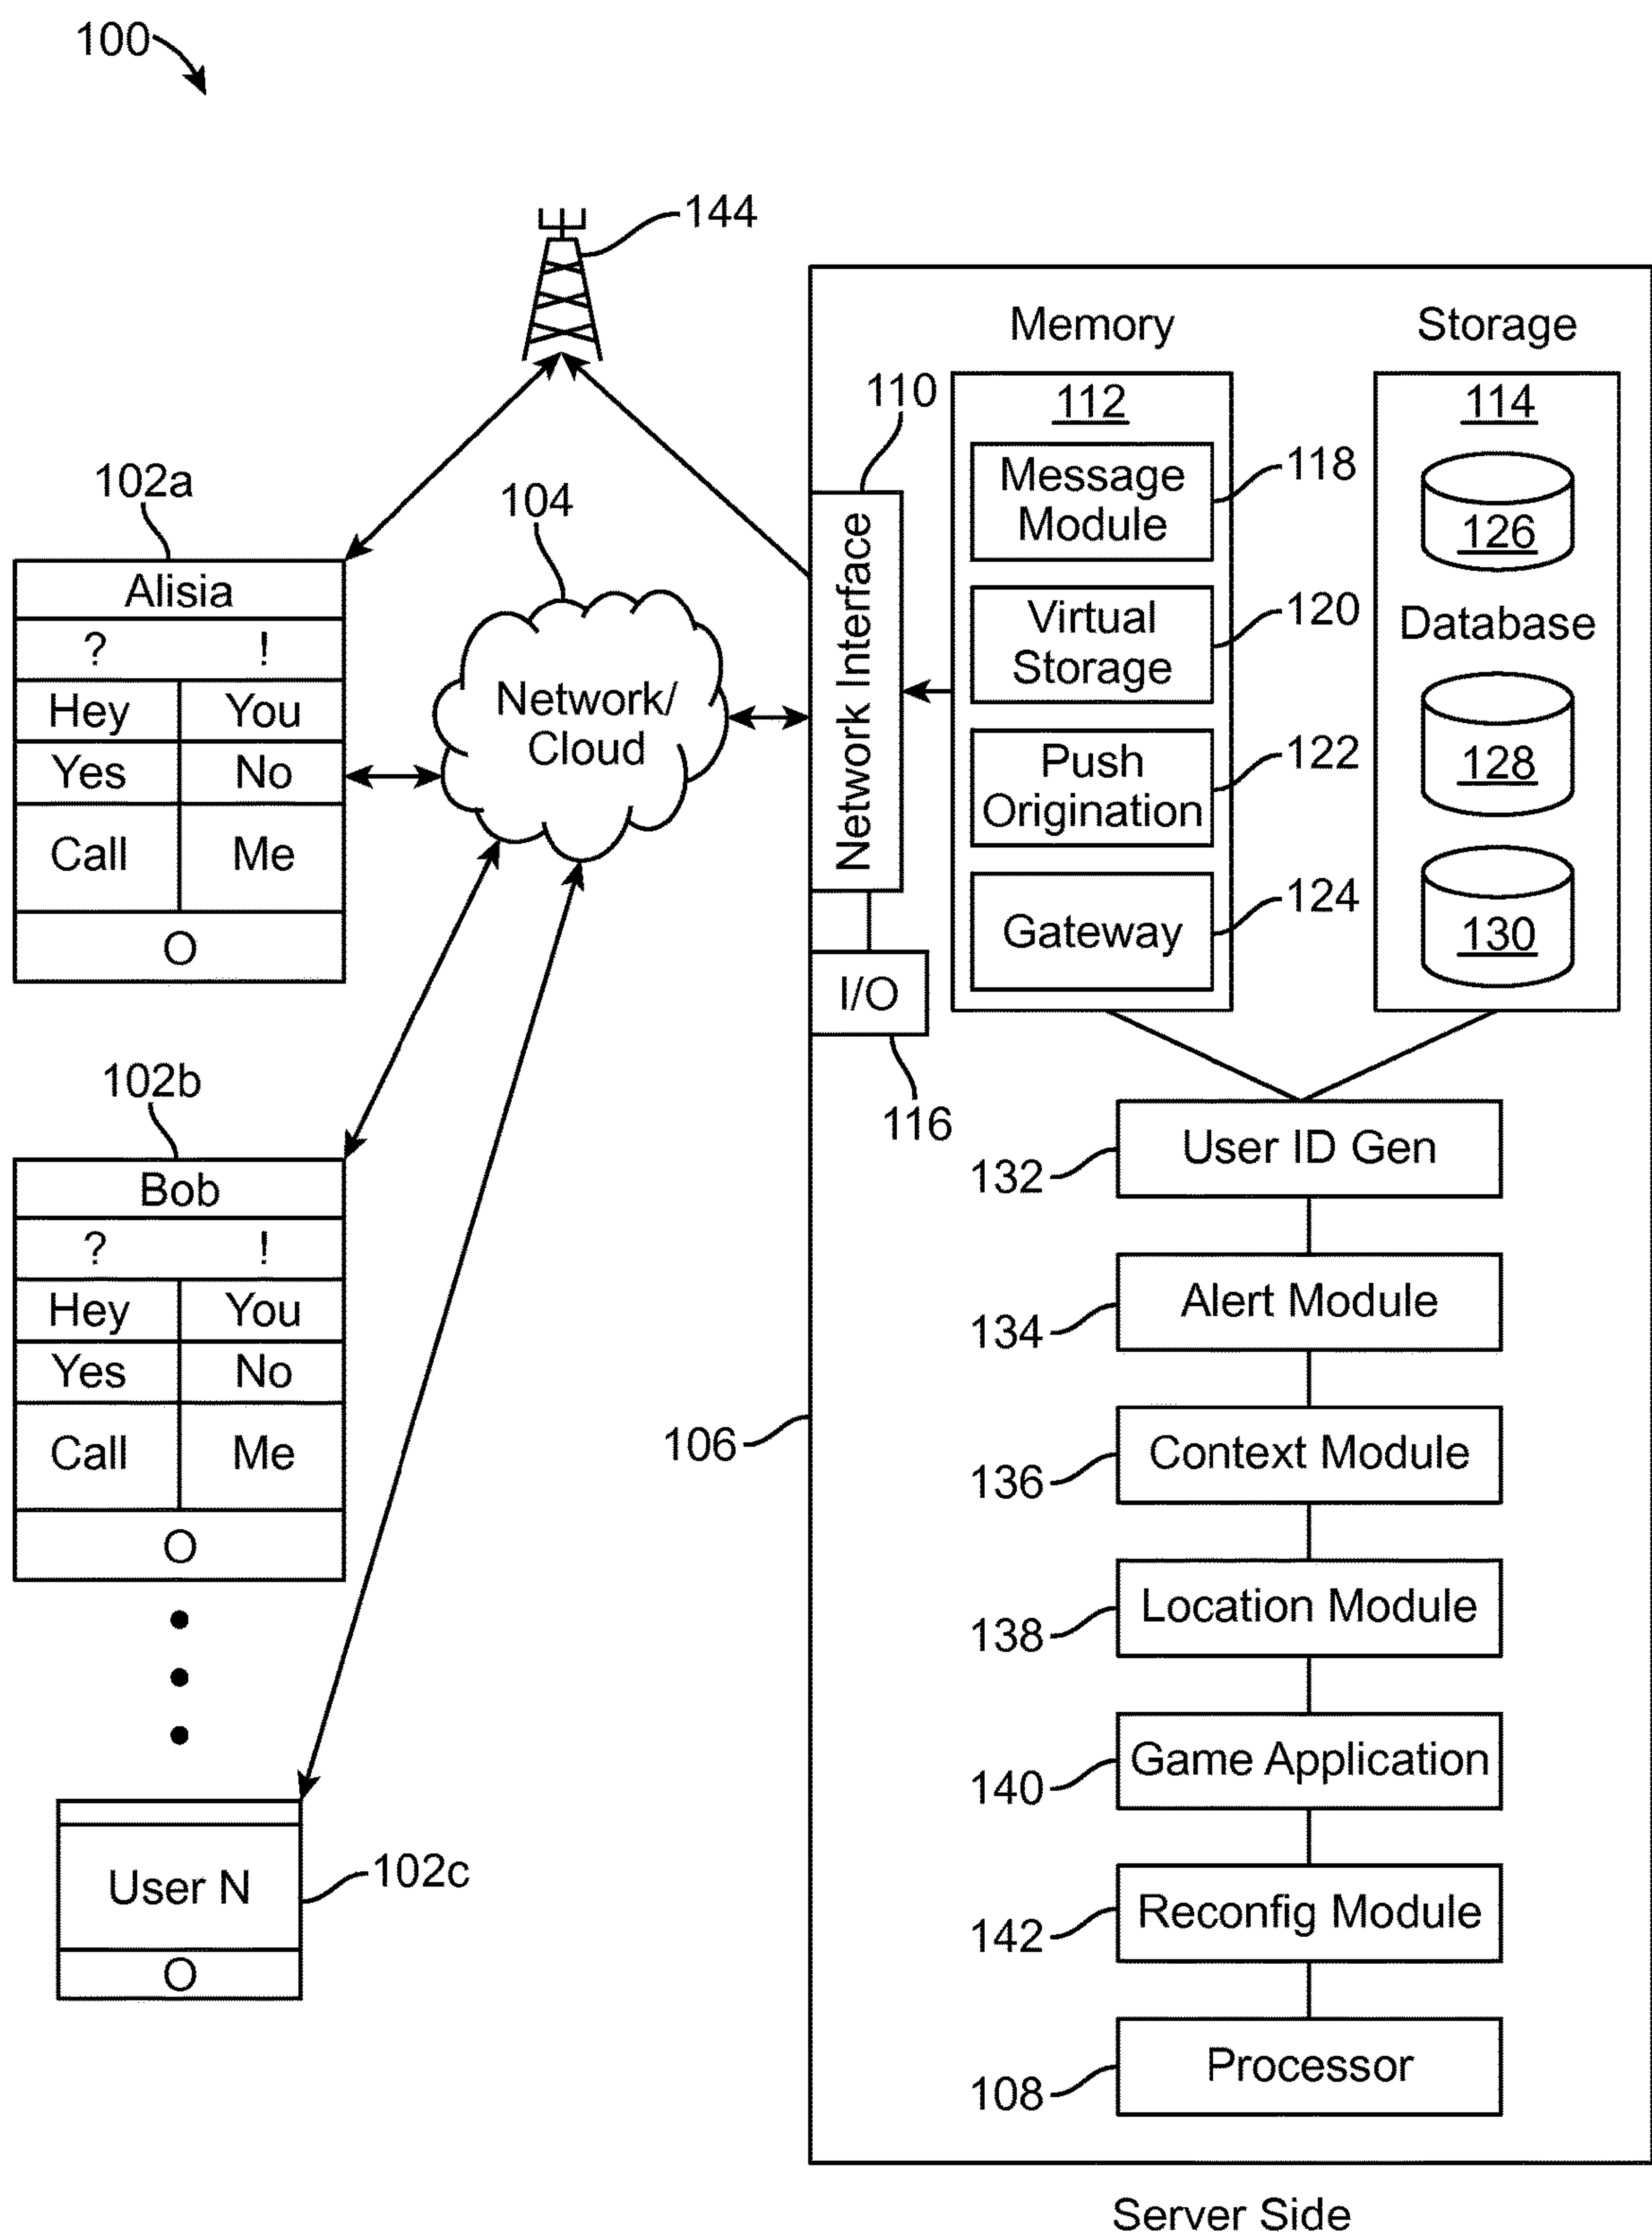 100
144
Memory
Storage
110
112
114
Message
Module
118
126
102a
104
Alisia
? !
Hey You
Yes No
Call Me
O
Network/
Cloud
Network Interface
Virtual
Storage
120
Database
Push
Origination
122
128
Gateway
124
130
I/O
116
102b
Bob
? !
Hey You
Yes No
Call Me
O
User N
102c
O
106
User ID Gen
132
Alert Module
134
Context Module
136
Location Module
138
Game Application
140
Reconfig Module
142
Processor
108
Server Side